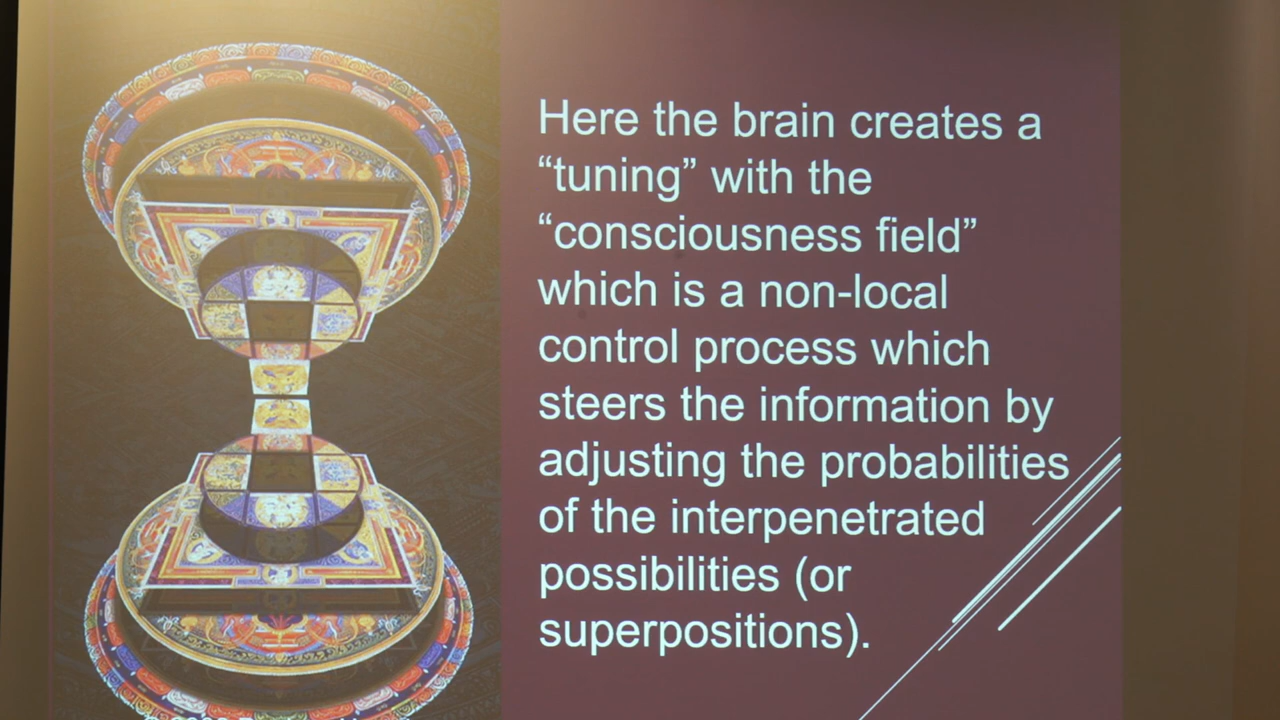 Here the brain creates a
“tuning” with the
“consciousness field”
which is a non-local
control process which
steers the information by
adjusting the probabilities
of the interpenetrated
possibilities (or
superpositions).